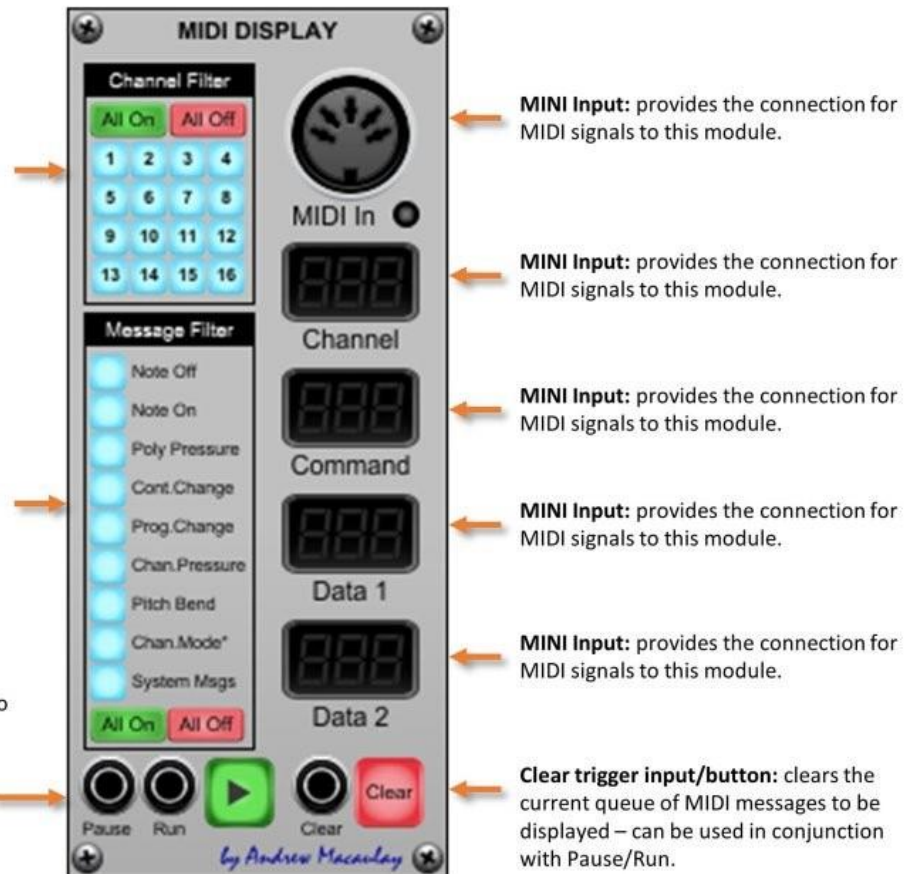 MIDI DISPLAY
Channel Filter
All On All Off
1 2 3 4
5 6 7 8
9 10 11 12
13 14 15 16
Message Filter
Note Off
Note On
Poly Pressure
Cont.Change
Prog.Change
Chan.Pressure
Pitch Bend
Chan.Mode*
System Msgs
All On All Off
MIDI In
Channel
Command
Data 1
Data 2
Pause Run Clear Clear
by Andrew Macaulay
o
MINI Input: provides the connection for
MIDI signals to this module.
MINI Input: provides the connection for
MIDI signals to this module.
MINI Input: provides the connection for
MIDI signals to this module.
MINI Input: provides the connection for
MIDI signals to this module.
MINI Input: provides the connection for
MIDI signals to this module.
Clear trigger input/button: clears the
current queue of MIDI messages to be
displayed – can be used in conjunction
with Pause/Run.